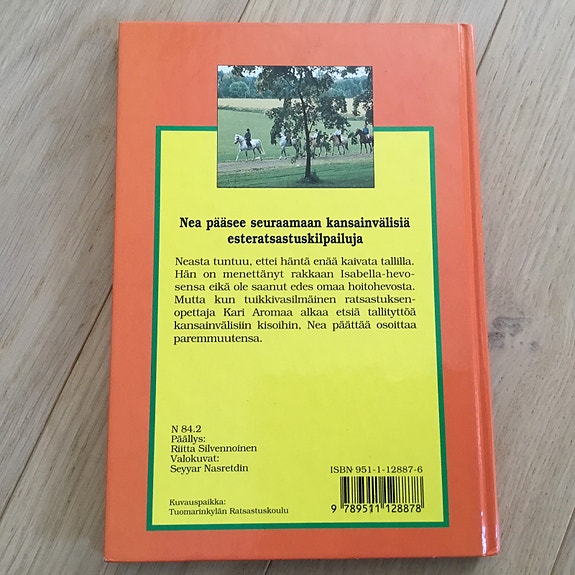 Nea pääsee seuraamaan kansainvälisiä
esteratsastuskilpailuja
Neasta tuntuu, ettei häntä enää kaivata tallilla.
Hän on menettänyt rakkaan Isabella-hevo-
sensa eikä ole saanut edes omaa hoitohevosta.
Mutta kun tuikkivasilmäinen ratsastuksen-
opettaja Kari Aromaa alkaa etsiä tallityttöä
kansainvälisiin kisoihin, Nea päättää osoittaa
paremmuutensa.
N 84.2
Päällys:
Riitta Silvennoinen
Valokuvat:
Seyyar Nasretdin
ISBN 951-1-12887-6
Kuvauspaikka:
Tuomarinkylän Ratsastuskoulu
9 789511 128878